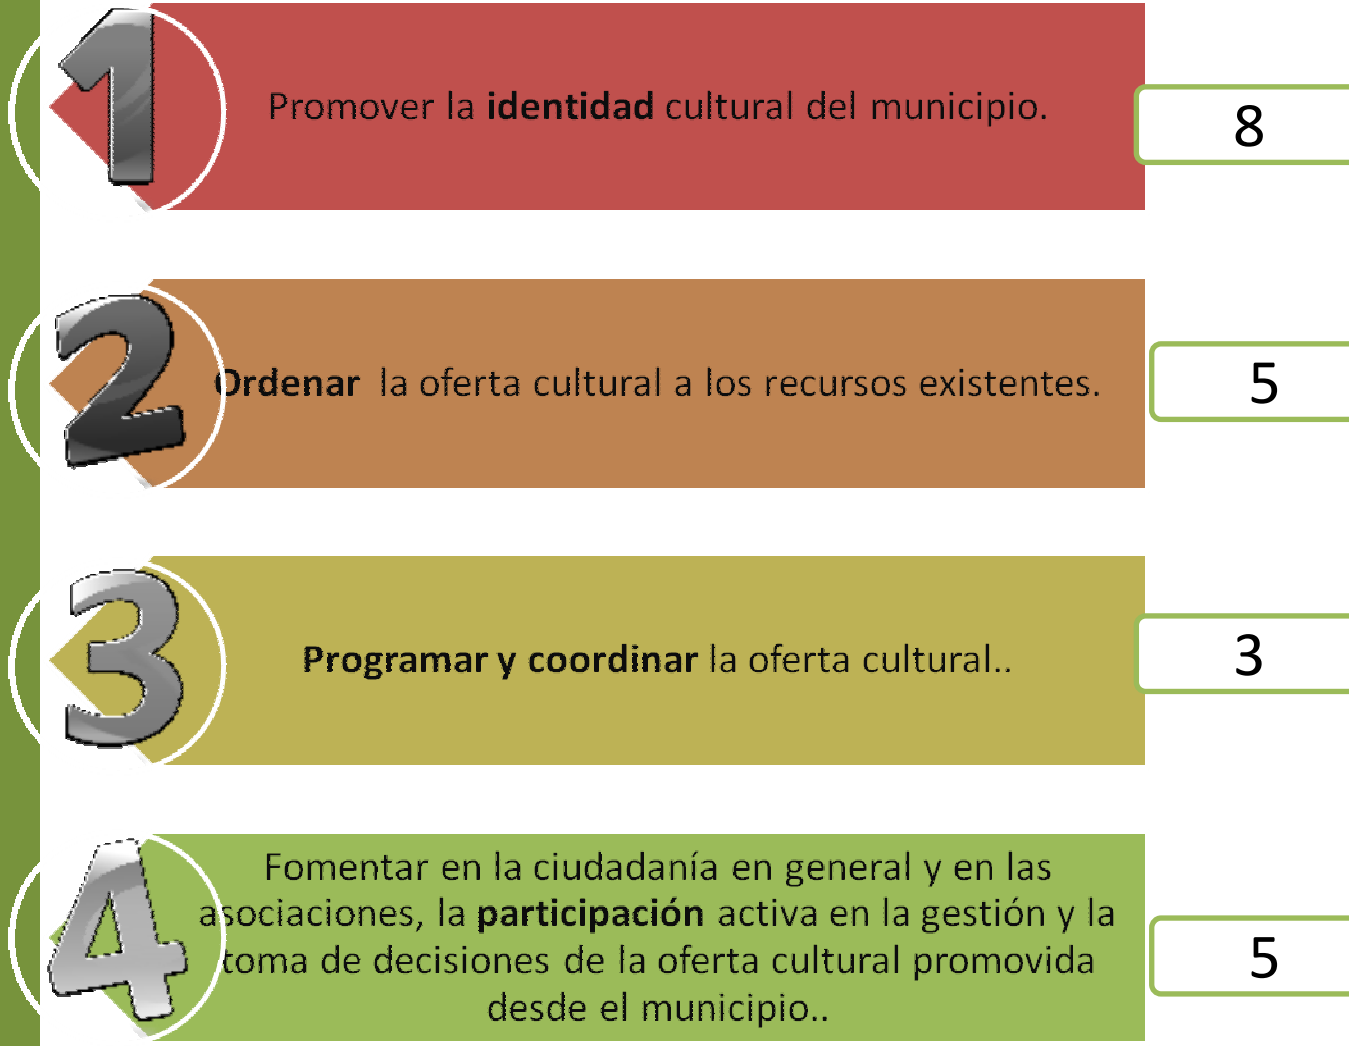 1
Promover la identidad cultural del municipio.
8
2
Ordenar la oferta cultural a los recursos existentes.
5
3
Programar y coordinar la oferta cultural..
3
4
Fomentar en la ciudadanía en general y en las
asociaciones, la participación activa en la gestión y la
toma de decisiones de la oferta cultural promovida
desde el municipio..
5